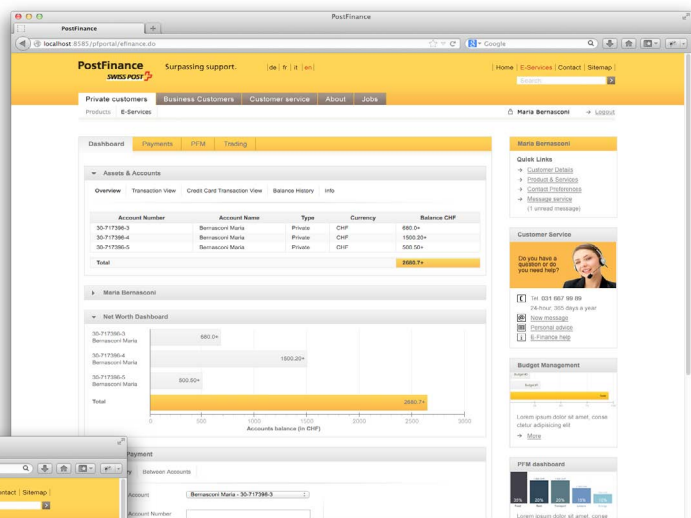 PostFinance
PostFinance
localhost:8585/pfportal/efinance.do
Google
PostFinance
SWISS POST
Surpassing support.
|de| fr| it |en|
| Home | E-Services | Contact | Sitemap |
Search
Private customers Business Customers Customer service About Jobs
Products E-Services
Maria Bernasconi → Logout
Dashboard Payments PFM Trading
Assets & Accounts
Overview Transaction View Credit Card Transaction View Balance History Info
Account Number Account Name Type Currency Balance CHF
30-717396-3 Bernasconi Maria Private CHF 680.0+
30-717396-4 Bernasconi Maria Private CHF 1500.20+
30-717396-5 Bernasconi Maria Private CHF 500.50+
Total 2680.7+
Maria Bernasconi
Net Worth Dashboard
30-717396-3
Bernasconi Maria
680.0+
30-717396-4
Bernasconi Maria
1500.20+
30-717396-5
Bernasconi Maria
500.50+
Total
2680.7+
0 500 1000 1500 2000 2500 3000
Accounts balance (in CHF)
Payment
Between Accounts
Account
Bernasconi Maria - 30-717396-3
Account Number
Maria Bernasconi
Quick Links
→ Customer Details
→ Product & Services
→ Contact Preferences
→ Message service
(1 unread message)
Customer Service
Do you have a
question or do
you need help?
Tel. 031 667 99 89
24-hour, 365 days a year
New message
Personal advice
E-Finance help
Budget Management
Lorem ipsum dolor sit amet, conse
ctetur adipisicing elit
→ More
PFM dashboard
Lorem ipsum dolor sit amet, conse
Google
Contact | Sitemap |